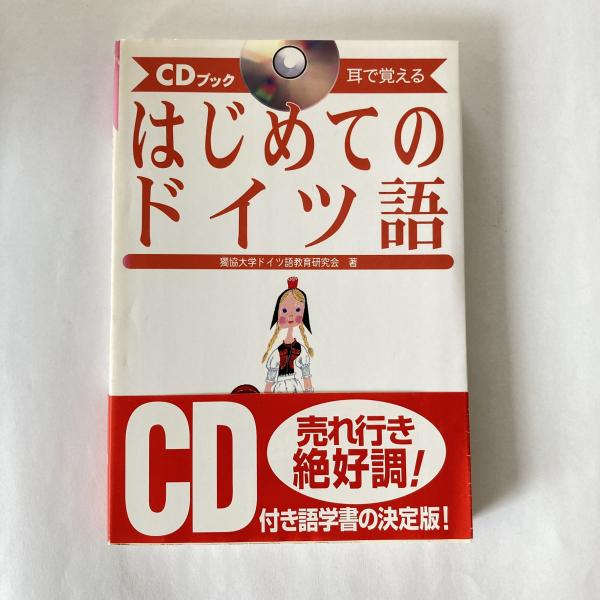 CDブック
耳で覚える
はじめての
ドイツ語
獨協大学ドイツ語教育研究会 著
CD
売れ行き
絶好調!
付き語学書の決定版!